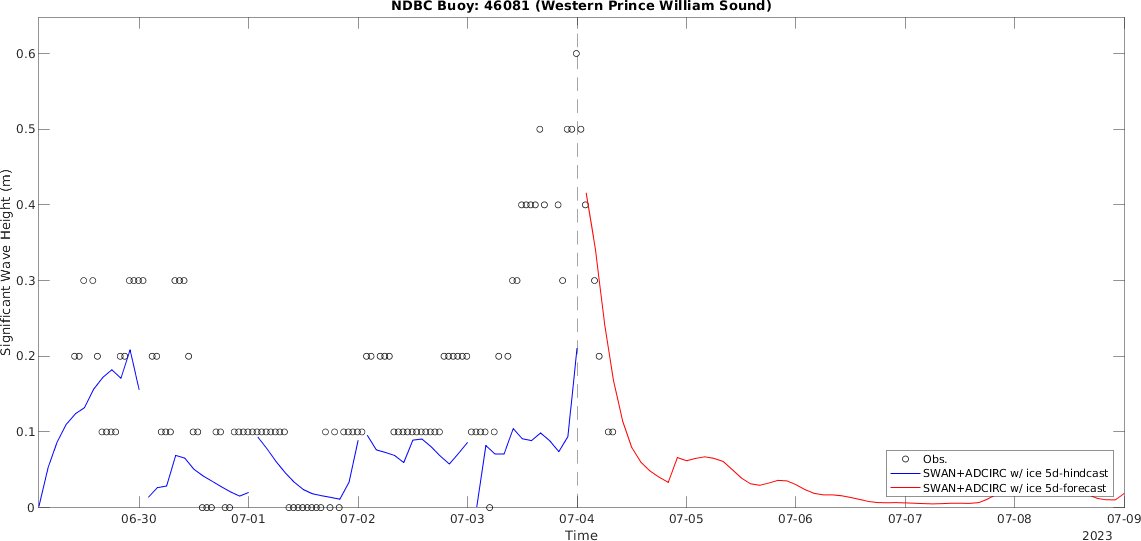 NDBC Buoy: 46081 (Western Prince William Sound)
Significant Wave Height (m)
0.6
0.5
0.4
0.3
0.2
0.1
0
Obs.
SWAN+ADCIRC w/ ice 5d-hindcast
SWAN+ADCIRC w/ ice 5d-forecast
06-30 07-01 07-02 07-03 07-04 07-05 07-06 07-07 07-08 07-09
Time
2023